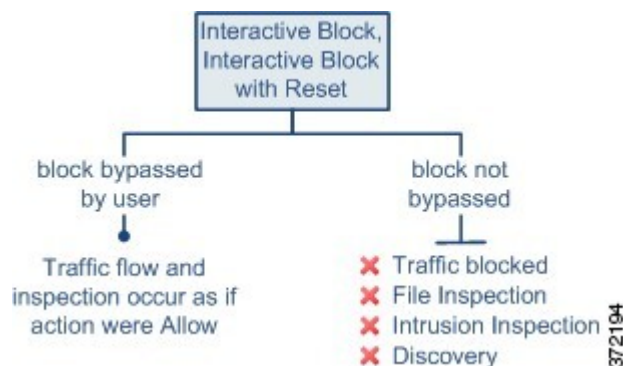 Interactive Block,
Interactive Block
with Reset
block bypassed
by user
Traffic flow and
inspection occur as if
action were Allow
block not
bypassed
Traffic blocked
File Inspection
Intrusion Inspection
Discovery
372194